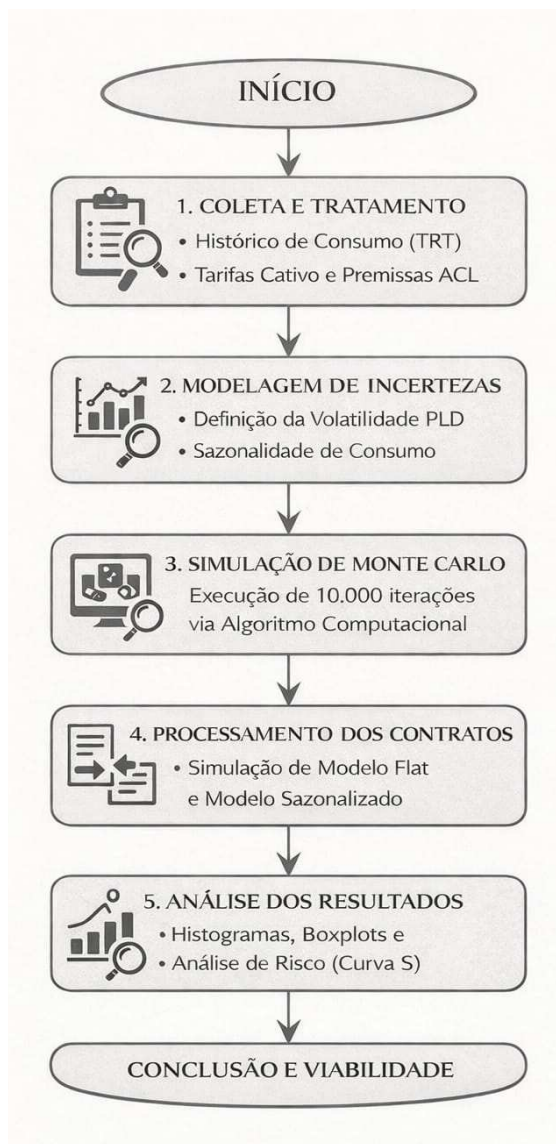 INÍCIO
1. COLETA E TRATAMENTO
• Histórico de Consumo (TRT)
• Tarifas Cativo e Premissas ACL
2. MODELAGEM DE INCERTEZAS
• Definição da Volatilidade PLD
• Sazonalidade de Consumo
3. SIMULAÇÃO DE MONTE CARLO
Execução de 10.000 iterações
via Algoritmo Computacional
4. PROCESSAMENTO DOS CONTRATOS
• Simulação de Modelo Flat
e Modelo Sazonalizado
5. ANÁLISE DOS RESULTADOS
• Histogramas, Boxplots e
• Análise de Risco (Curva S)
CONCLUSÃO E VIABILIDADE